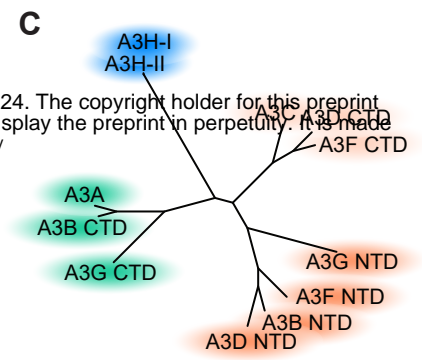 C
A3H-I
A3H-II
24. The copyright holder for this preprint
splay the preprint in perpetuity. It is made
A3C
A3D CTD
A3F CTD
A3A
A3B CTD
A3G CTD
A3G NTD
A3F NTD
A3B NTD
A3D NTD